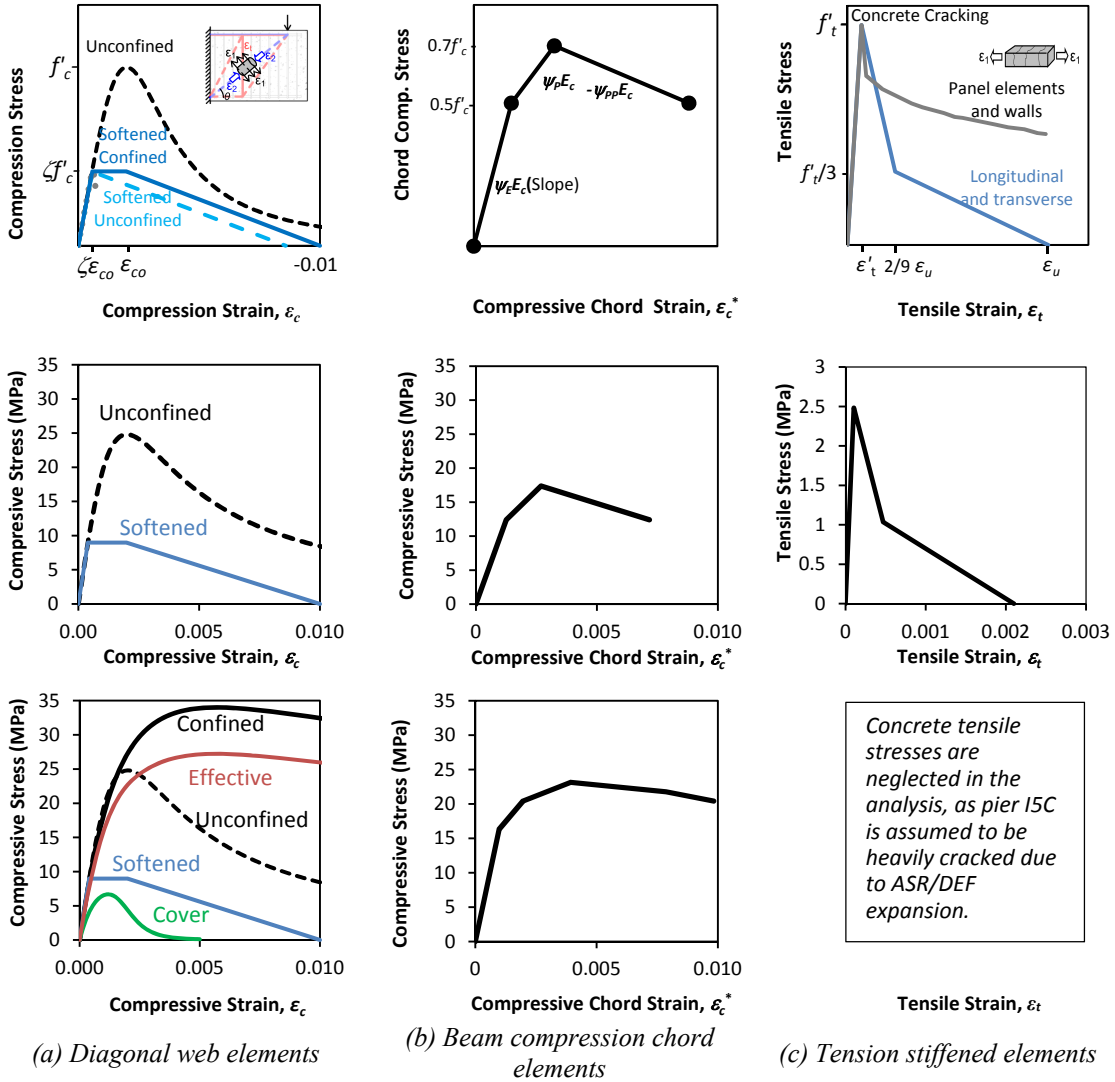 Compression Stress
f'c
ζf'c
Unconfined
ε1
ε1
ε2
ε2
ε1
θ
Softened
Confined
Softened
Unconfined
ζεco
εco
-0.01
Compression Strain, εc
Chord Comp. Stress
0.7f'c
0.5f'c
ψPEc
-ψPPEc
ψEEc(Slope)
Compressive Chord Strain, εc*
Tensile Stress
f't
f't/3
Concrete Cracking
ε1
ε1
Panel elements
and walls
Longitudinal
and transverse
ε't
2/9 εu
εu
Tensile Strain, εt
Compresive Stress (MPa)
35
30
25
20
15
10
5
0
Unconfined
Softened
0.00
0.005
0.010
Compressive Strain, εc
Compressive Stress (MPa)
35
30
25
20
15
10
5
0
0
0.005
0.010
Compressive Chord Strain, εc*
Tensile Stress (MPa)
3
2.5
2
1.5
1
0.5
0
0
0.001
0.002
0.003
Tensile Strain, εt
Compressive Stress (MPa)
35
30
25
20
15
10
5
0
Confined
Effective
Unconfined
Softened
Cover
0.000
0.005
0.010
Compressive Strain, εc
Compressive Stress (MPa)
35
30
25
20
15
10
5
0
0
0.005
0.010
Compressive Chord Strain, εc*
Concrete tensile
stresses are
neglected in the
analysis, as pier I5C
is assumed to be
heavily cracked due
to ASR/DEF
expansion.
Tensile Strain, εt
(a) Diagonal web elements
(b) Beam compression chord
elements
(c) Tension stiffened elements